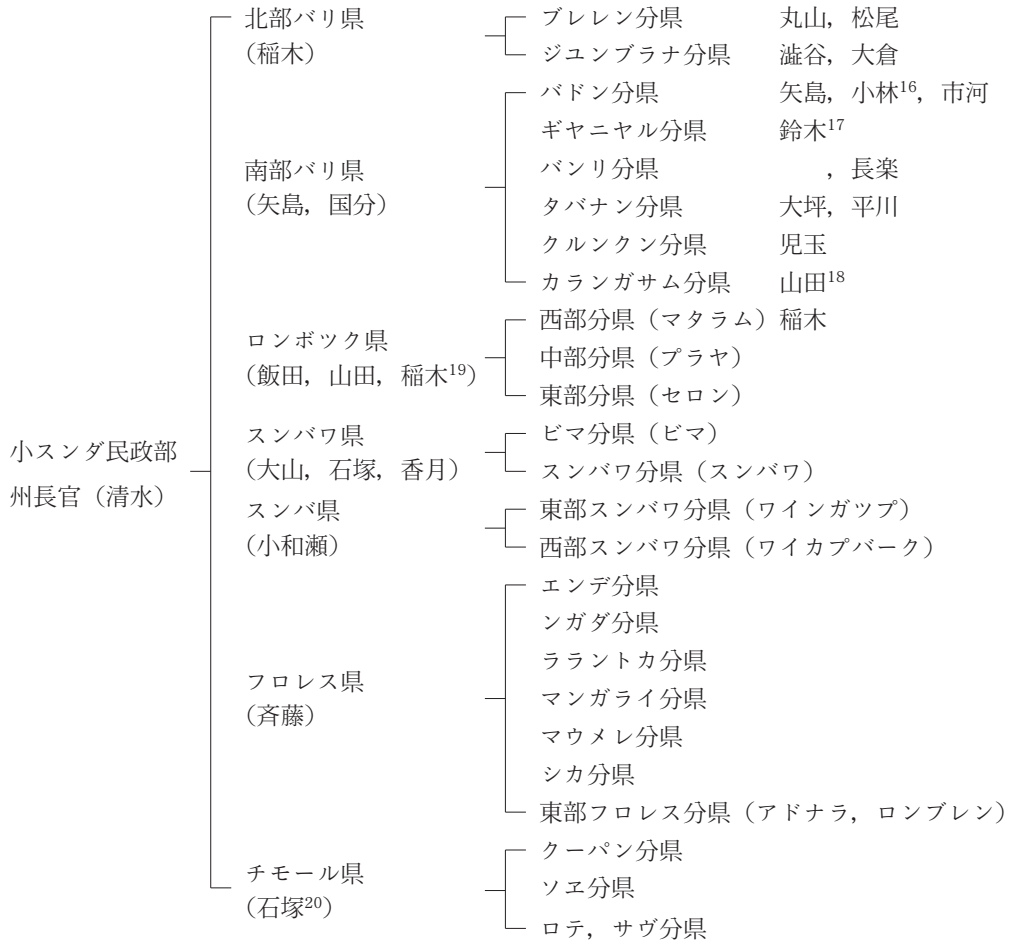 北部バリ県
（稲木）
ブレレン分県 丸山，松尾
ジユンブラナ分県 澁谷，大倉
南部バリ県
（矢島，国分）
バドン分県 矢島，小林16，市河
ギヤニヤル分県 鈴木17
バンリ分県 ，長楽
タバナン分県 大坪，平川
クルンクン分県 児玉
カランガサム分県 山田18
ロンボツク県
（飯田，山田，稲木19）
西部分県（マタラム）稲木
中部分県（プラヤ）
東部分県（セロン）
小スンダ民政部
州長官（清水）
スンバワ県
（大山，石塚，香月）
ビマ分県（ビマ）
スンバワ分県（スンバワ）
スンバ県
（小和瀬）
東部スンバワ分県（ワインガツプ）
西部スンバワ分県（ワイカプバーク）
フロレス県
（斉藤）
エンデ分県
ンガダ分県
ララントカ分県
マンガライ分県
マウメレ分県
シカ分県
東部フロレス分県（アドナラ，ロンブレン）
チモール県
（石塚20）
クーパン分県
ソヱ分県
ロテ，サヴ分県